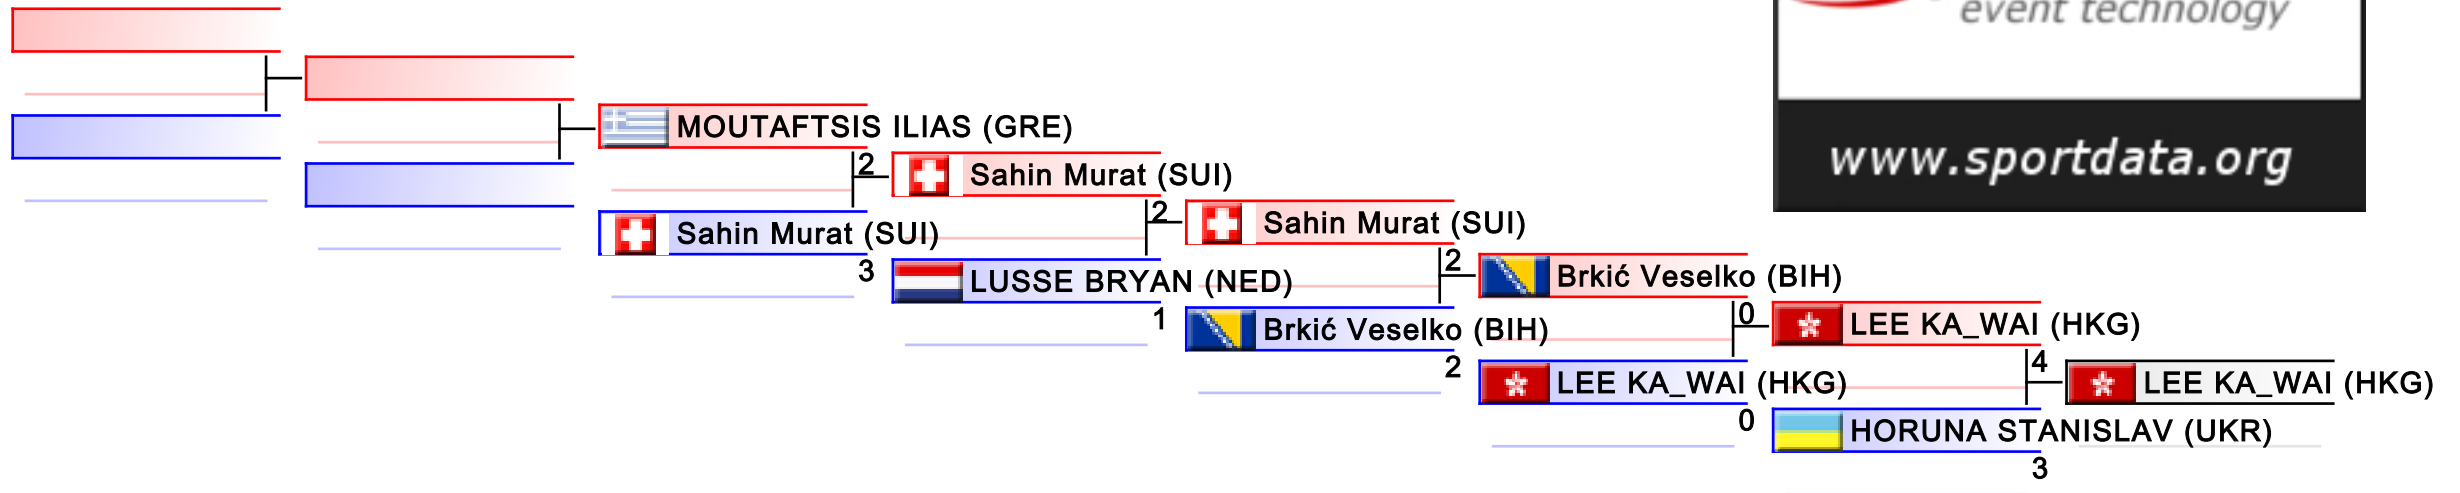 event technology
www.sportdata.org
MOUTAFTSIS ILIAS (GRE)
2
Sahin Murat (SUI)
3
Sahin Murat (SUI)
2
LUSSE BRYAN (NED)
1
Sahin Murat (SUI)
2
Brkić Veselko (BIH)
2
Brkić Veselko (BIH)
0
LEE KA_WAI (HKG)
0
LEE KA_WAI (HKG)
4
HORUNA STANISLAV (UKR)
3
LEE KA_WAI (HKG)